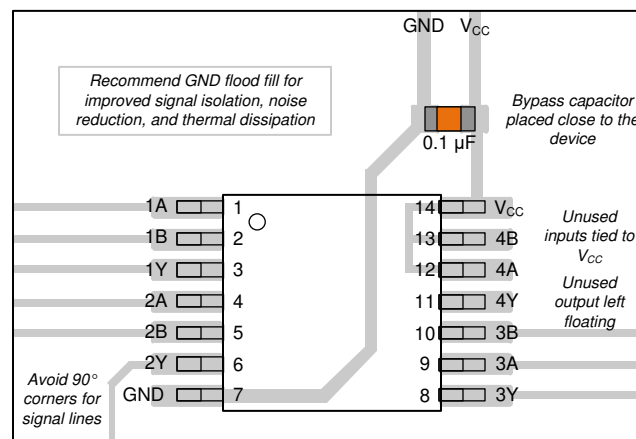 GND VCC
Recommend GND flood fill for
improved signal isolation, noise
reduction, and thermal dissipation
Bypass capacitor
placed close to the
device
0.1 µF
1A 1 14 VCC
1B 2 13 4B
1Y 3 12 4A
2A 4 11 4Y
2B 5 10 3B
2Y 6 9 3A
GND 7 8 3Y
Unused
inputs tied to
VCC
Unused
output left
floating
Avoid 90°
corners for
signal lines